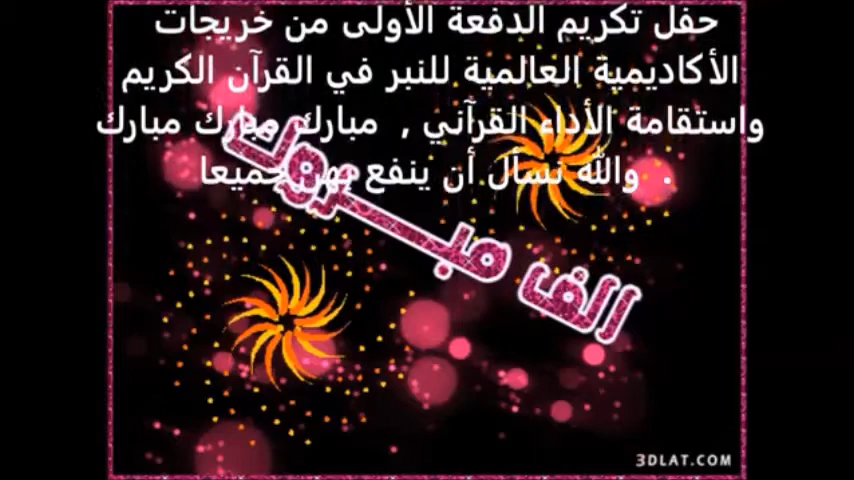 حفل تكريم الدفعة الأولى من خريجات
الأكاديمية العالمية للنبر في القرآن الكريم
واستقامة الأداء القرآني , مبارك مبارك مبارك
والله نسأل أن ينفع بهن جميعا .
الف مبـــروك
3DLAT.COM